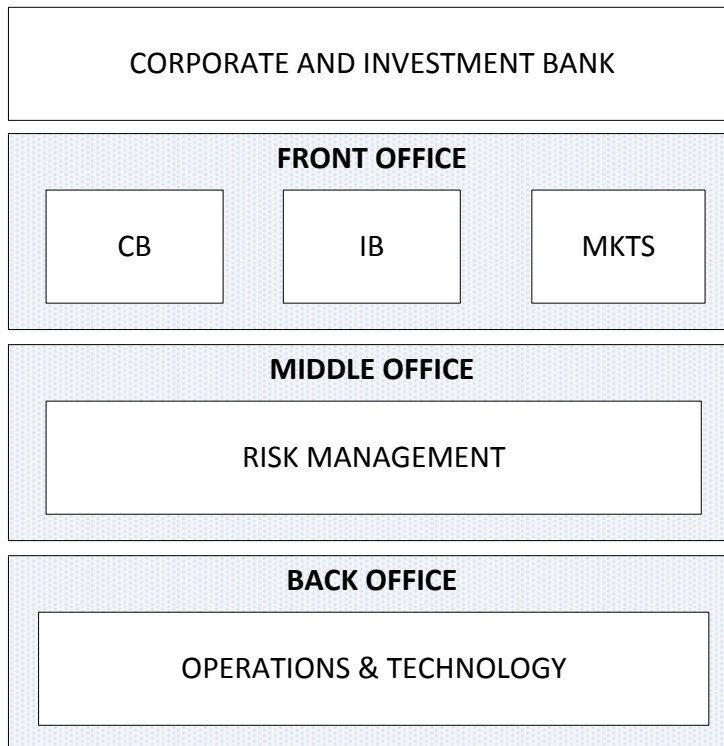 CORPORATE AND INVESTMENT BANK
FRONT OFFICE
CB
IB
MKTS
MIDDLE OFFICE
RISK MANAGEMENT
BACK OFFICE
OPERATIONS & TECHNOLOGY